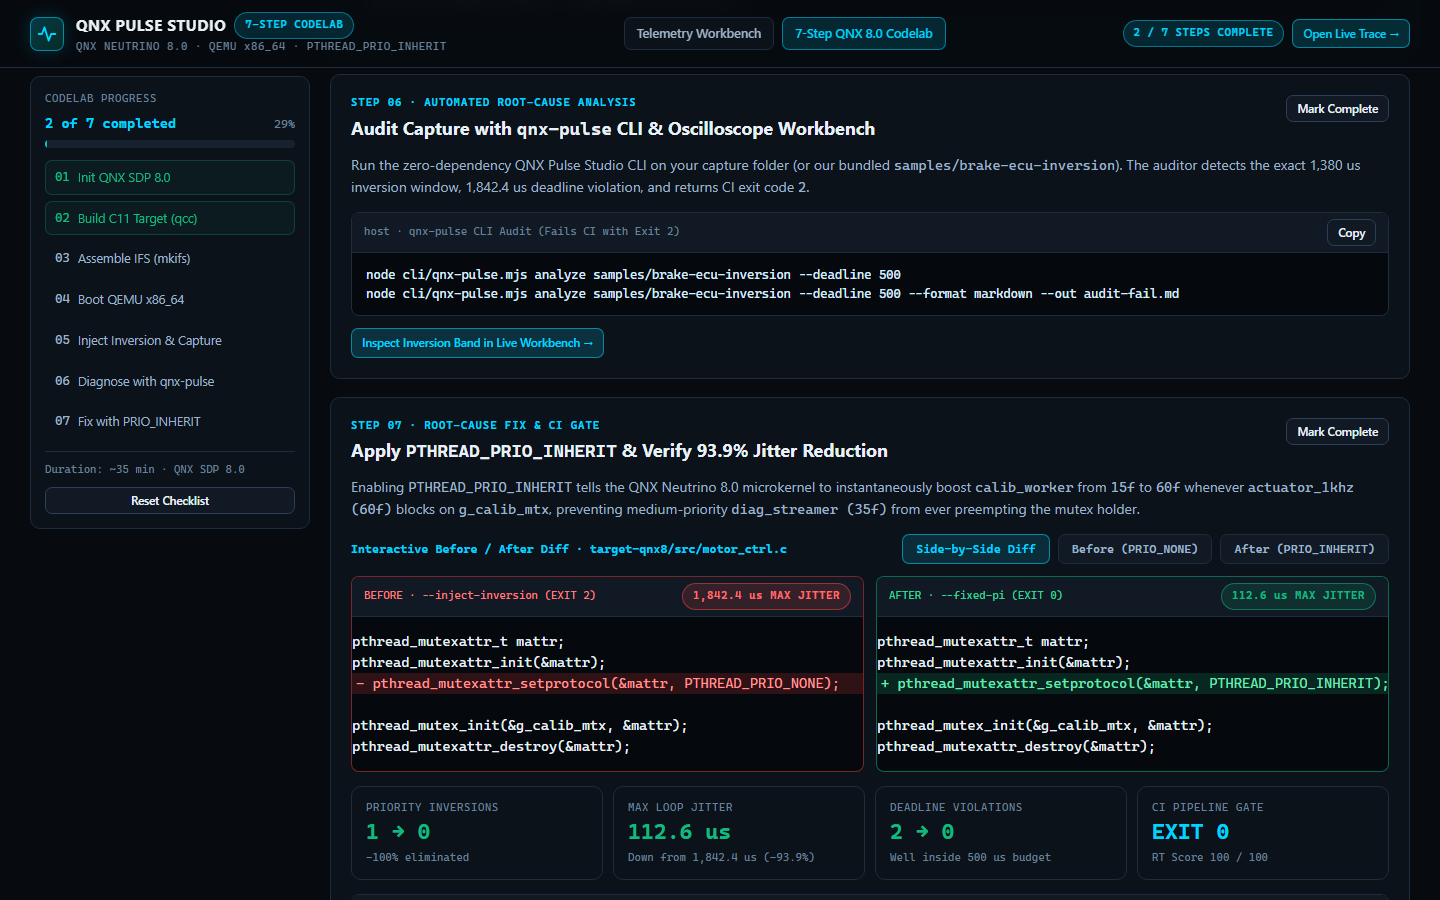 QNX PULSE STUDIO
7-STEP CODELAB
QNX NEUTRINO 8.0 · QEMU x86_64 · PTHREAD_PRIO_INHERIT
Telemetry Workbench
7-Step QNX 8.0 Codelab
2 / 7 STEPS COMPLETE
Open Live Trace →
CODELAB PROGRESS
2 of 7 completed
29%
01 Init QNX SDP 8.0
02 Build C11 Target (qcc)
03 Assemble IFS (mkifs)
04 Boot QEMU x86_64
05 Inject Inversion & Capture
06 Diagnose with qnx-pulse
07 Fix with PRIO_INHERIT
Duration: ~35 min · QNX SDP 8.0
Reset Checklist
STEP 06 · AUTOMATED ROOT-CAUSE ANALYSIS
Audit Capture with qnx-pulse CLI & Oscilloscope Workbench
Mark Complete
Run the zero-dependency QNX Pulse Studio CLI on your capture folder (or our bundled samples/brake-ecu-inversion). The auditor detects the exact 1,380 us
inversion window, 1,842.4 us deadline violation, and returns CI exit code 2.
host · qnx-pulse CLI Audit (Fails CI with Exit 2)
Copy
node cli/qnx-pulse.mjs analyze samples/brake-ecu-inversion --deadline 500
node cli/qnx-pulse.mjs analyze samples/brake-ecu-inversion --deadline 500 --format markdown --out audit-fail.md
Inspect Inversion Band in Live Workbench →
STEP 07 · ROOT-CAUSE FIX & CI GATE
Apply PTHREAD_PRIO_INHERIT & Verify 93.9% Jitter Reduction
Mark Complete
Enabling PTHREAD_PRIO_INHERIT tells the QNX Neutrino 8.0 microkernel to instantaneously boost calib_worker from 15f to 60f whenever actuator_1khz
(60f) blocks on g_calib_mtx, preventing medium-priority diag_streamer (35f) from ever preempting the mutex holder.
Interactive Before / After Diff · target-qnx8/src/motor_ctrl.c
Side-by-Side Diff
Before (PRIO_NONE)
After (PRIO_INHERIT)
BEFORE · --inject-inversion (EXIT 2)
1,842.4 us MAX JITTER
pthread_mutexattr_t mattr;
pthread_mutexattr_init(&mattr);
- pthread_mutexattr_setprotocol(&mattr, PTHREAD_PRIO_NONE);
pthread_mutex_init(&g_calib_mtx, &mattr);
pthread_mutexattr_destroy(&mattr);
AFTER · --fixed-pi (EXIT 0)
112.6 us MAX JITTER
pthread_mutexattr_t mattr;
pthread_mutexattr_init(&mattr);
+ pthread_mutexattr_setprotocol(&mattr, PTHREAD_PRIO_INHERIT);
pthread_mutex_init(&g_calib_mtx, &mattr);
pthread_mutexattr_destroy(&mattr);
PRIORITY INVERSIONS
1 → 0
-100% eliminated
MAX LOOP JITTER
112.6 us
Down from 1,842.4 us (-93.9%)
DEADLINE VIOLATIONS
2 → 0
Well inside 500 us budget
CI PIPELINE GATE
EXIT 0
RT Score 100 / 100